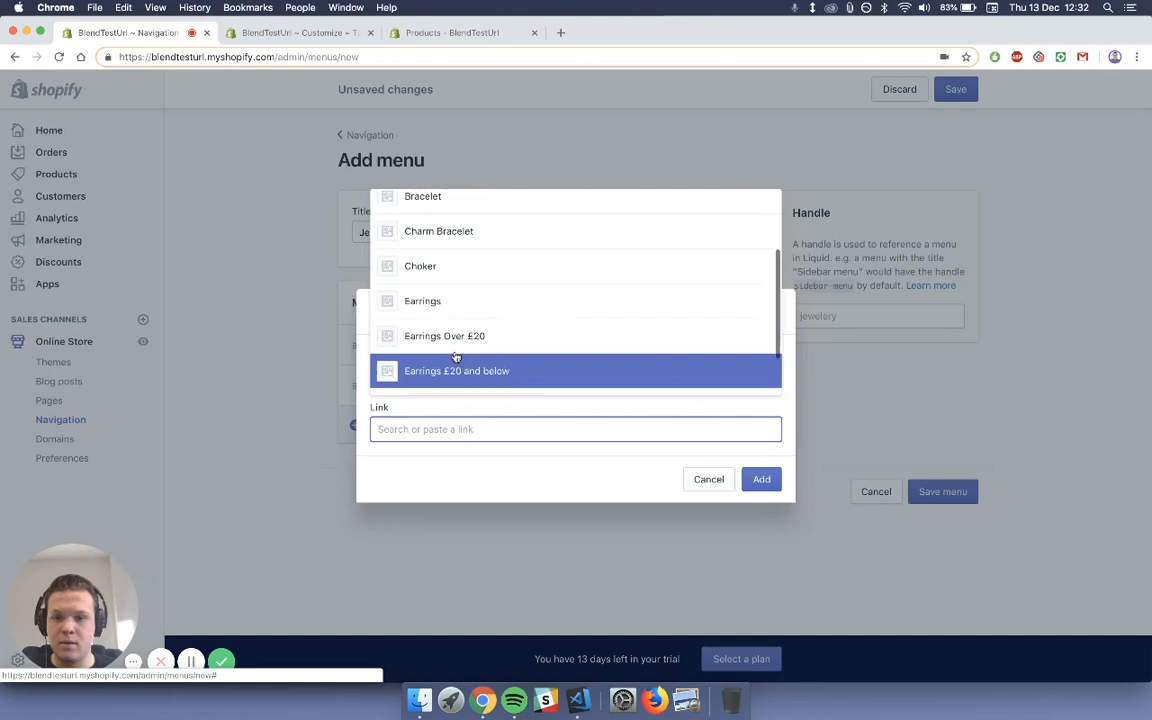 Chrome File Edit View History Bookmarks People Window Help 83% Thu 13 Dec 12:32
BlendTestUrl ~ Navigation
BlendTestUrl ~ Customize ~ T
Products ~ BlendTestUrl
https://blendtesturl.myshopify.com/admin/menus/new
shopify
Unsaved changes
Discard
Save
Home
Orders
Products
Customers
Analytics
Marketing
Discounts
Apps
SALES CHANNELS
Online Store
Themes
Blog posts
Pages
Navigation
Domains
Preferences
Navigation
Add menu
Title
Je
Bracelet
Charm Bracelet
Choker
Earrings
Earrings Over £20
Earrings £20 and below
Link
Search or paste a link
Cancel
Add
Handle
A handle is used to reference a menu
in Liquid. e.g. a menu with the title
“Sidebar menu” would have the handle
sidebar-menu by default. Learn more
jewelery
Cancel
Save menu
You have 13 days left in your trial
Select a plan
https://blendtesturl.myshopify.com/admin/menus/new#